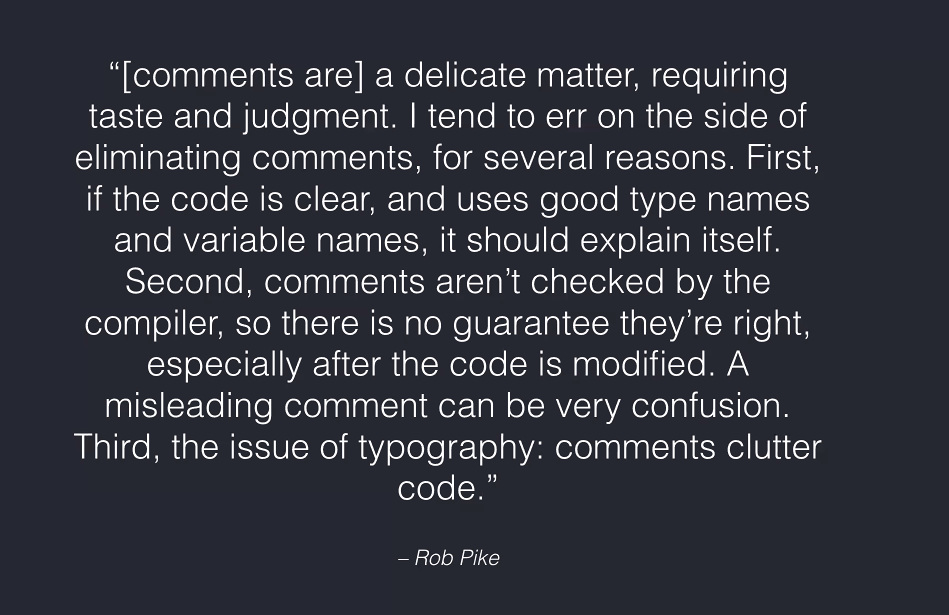 “[comments are] a delicate matter, requiring
taste and judgment. I tend to err on the side of
eliminating comments, for several reasons. First,
if the code is clear, and uses good type names
and variable names, it should explain itself.
Second, comments aren’t checked by the
compiler, so there is no guarantee they’re right,
especially after the code is modified. A
misleading comment can be very confusion.
Third, the issue of typography: comments clutter
code.”
– Rob Pike